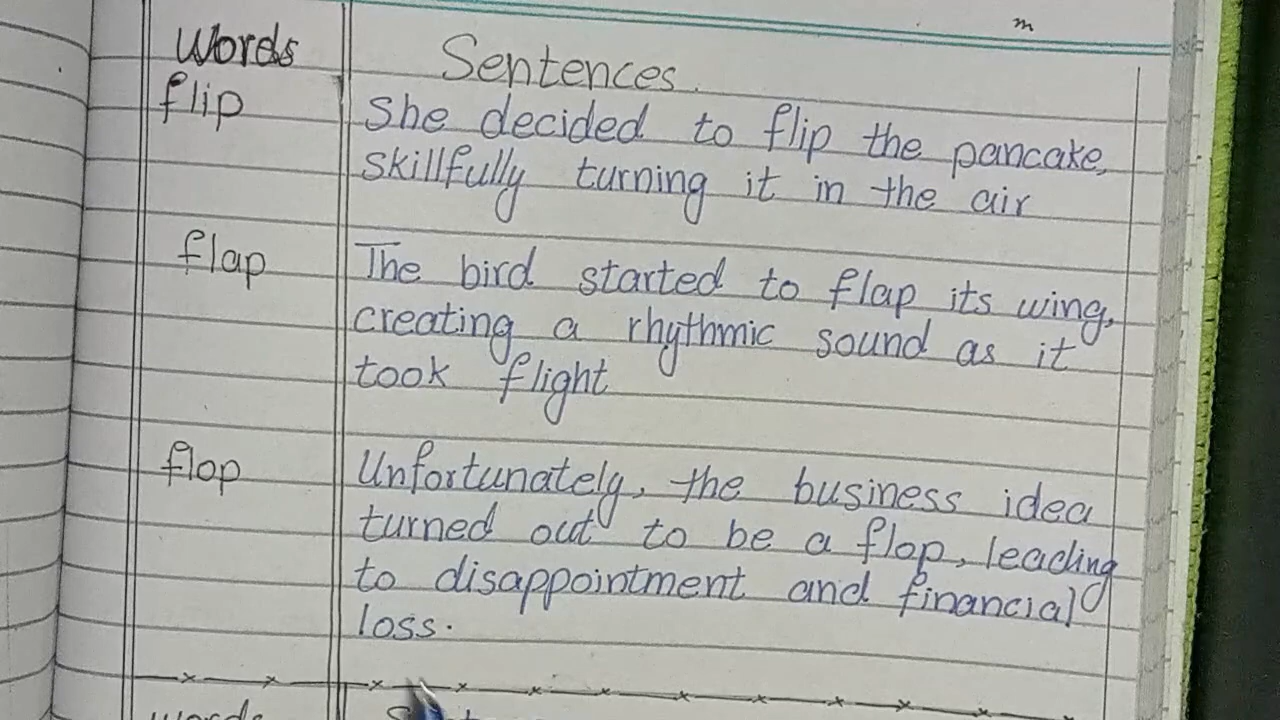 m
Words Sentences.
flip She decided to flip the pancake,
skillfully turning it in the air
flap The bird started to flap its wing,
creating a rhythmic sound as it
took flight
flop Unfortunately, the business idea
turned out to be a flop, leading
to disappointment and financial
loss.
words